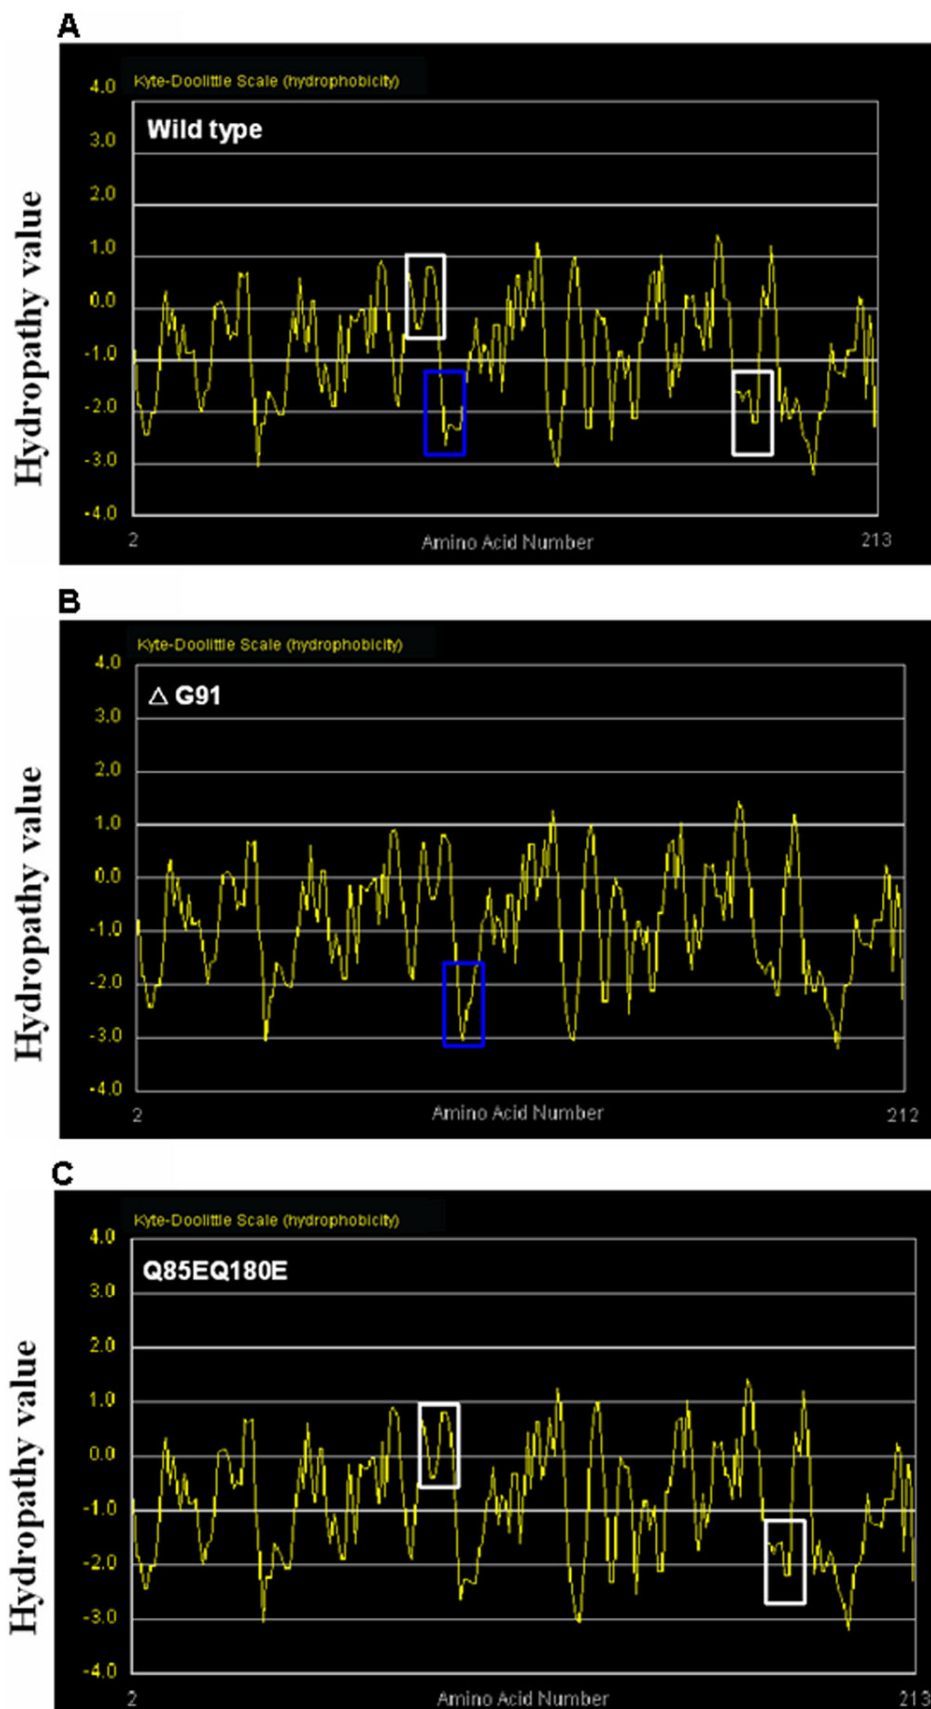 A
Kyte-Doolittle Scale (hydrophobicity)
4.0
Wild type
3.0
2.0
1.0
0.0
-1.0
-2.0
-3.0
-4.0
Hydropathy value
2
Amino Acid Number
213
B
Kyte-Doolittle Scale (hydrophobicity)
4.0
△ G91
3.0
2.0
1.0
0.0
-1.0
-2.0
-3.0
-4.0
Hydropathy value
2
Amino Acid Number
212
C
Kyte-Doolittle Scale (hydrophobicity)
4.0
Q85EQ180E
3.0
2.0
1.0
0.0
-1.0
-2.0
-3.0
-4.0
Hydropathy value
2
Amino Acid Number
213